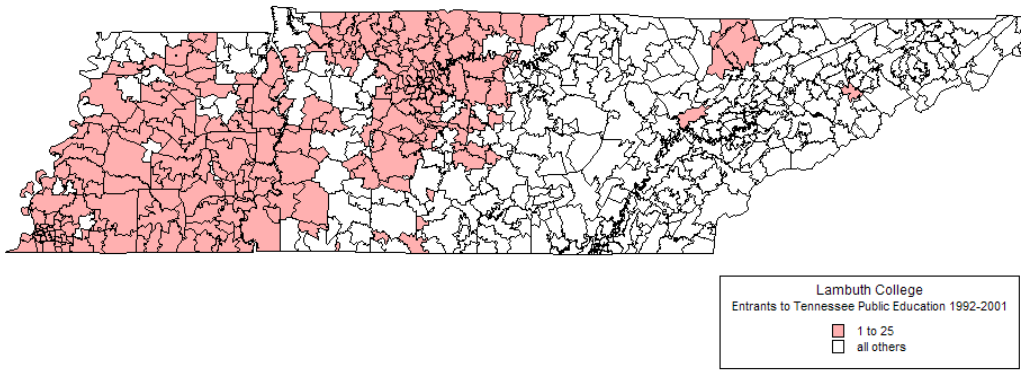 Lambuth College
Entrants to Tennessee Public Education 1992-2001
1 to 25
all others